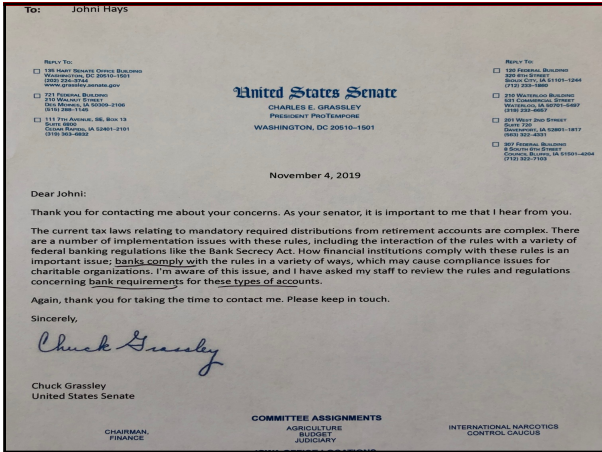 To: Johni Hays
REPLY TO:
135 HART SENATE OFFICE BUILDING
WASHINGTON, DC 20510–1501
(202) 224–3744
www.grassley.senate.gov
721 FEDERAL BUILDING
210 WALNUT STREET
DES MOINES, IA 50309–2106
(515) 288–1145
111 7TH AVENUE, SE, BOX 13
SUITE 6800
CEDAR RAPIDS, IA 52401–2101
(319) 363–6832
United States Senate
CHARLES E. GRASSLEY
PRESIDENT PRO TEMPORE
WASHINGTON, DC 20510–1501
REPLY TO:
120 FEDERAL BUILDING
320 6TH STREET
SIOUX CITY, IA 51101–1244
(712) 233–1860
210 WATERLOO BUILDING
531 COMMERCIAL STREET
WATERLOO, IA 50701–5497
(319) 232–6657
201 WEST 2ND STREET
SUITE 720
DAVENPORT, IA 52801–1817
(563) 322–4331
307 FEDERAL BUILDING
8 SOUTH 6TH STREET
COUNCIL BLUFFS, IA 51501–4204
(712) 322–7103
November 4, 2019
Dear Johni:
Thank you for contacting me about your concerns. As your senator, it is important to me that I hear from you.
The current tax laws relating to mandatory required distributions from retirement accounts are complex. There
are a number of implementation issues with these rules, including the interaction of the rules with a variety of
federal banking regulations like the Bank Secrecy Act. How financial institutions comply with these rules is an
important issue; banks comply with the rules in a variety of ways, which may cause compliance issues for
charitable organizations. I'm aware of this issue, and I have asked my staff to review the rules and regulations
concerning bank requirements for these types of accounts.
Again, thank you for taking the time to contact me. Please keep in touch.
Sincerely,
Chuck Grassley
Chuck Grassley
United States Senate
COMMITTEE ASSIGNMENTS
CHAIRMAN,
FINANCE
AGRICULTURE
BUDGET
JUDICIARY
INTERNATIONAL NARCOTICS
CONTROL CAUCUS